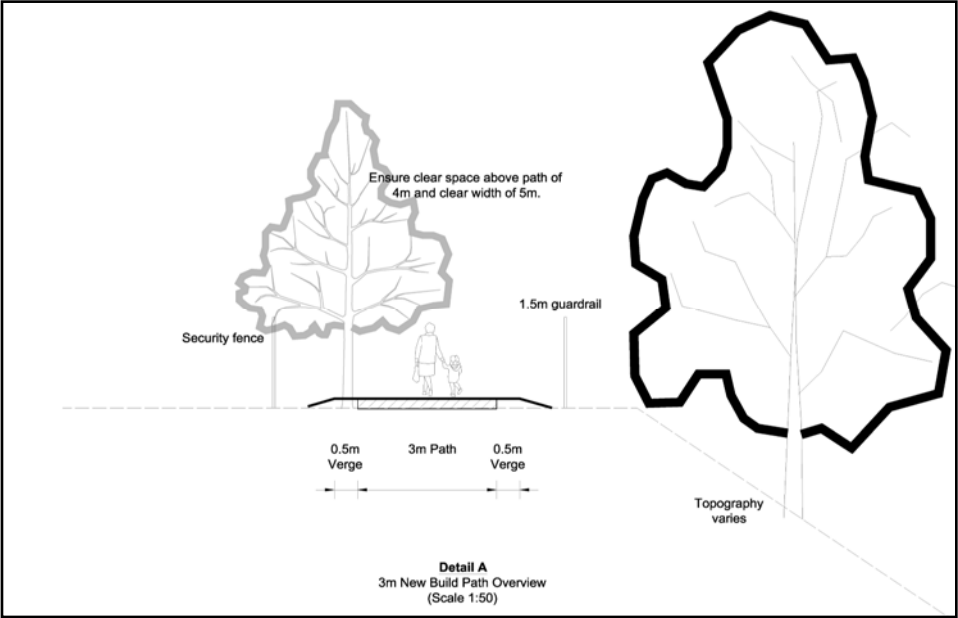 Ensure clear space above path of
4m and clear width of 5m.
1.5m guardrail
Security fence
0.5m
Verge
3m Path
0.5m
Verge
Topography
varies
Detail A
3m New Build Path Overview
(Scale 1:50)